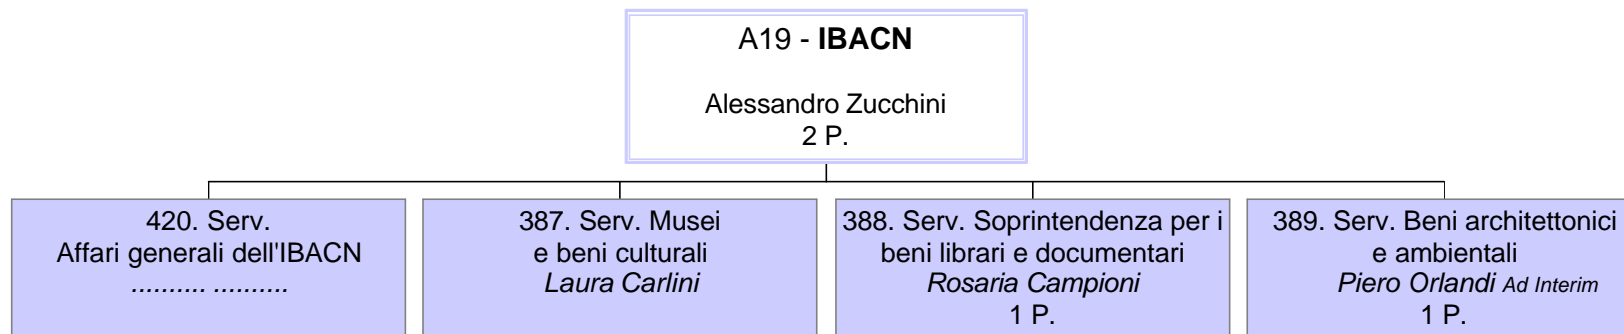 A19 - IBACN
Alessandro Zucchini
2 P.
420. Serv.
Affari generali dell'IBACN
.......... ..........
387. Serv. Musei
e beni culturali
Laura Carlini
388. Serv. Soprintendenza per i
beni librari e documentari
Rosaria Campioni
1 P.
389. Serv. Beni architettonici
e ambientali
Piero Orlandi Ad Interim
1 P.